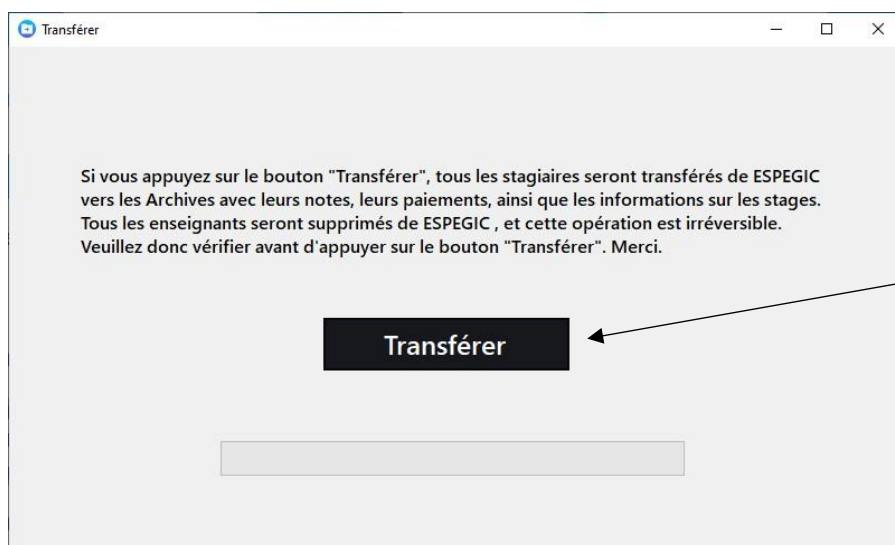 Transférer
Si vous appuyez sur le bouton "Transférer", tous les stagiaires seront transférés de ESPEGIC
vers les Archives avec leurs notes, leurs paiements, ainsi que les informations sur les stages.
Tous les enseignants seront supprimés de ESPEGIC , et cette opération est irréversible.
Veuillez donc vérifier avant d'appuyer sur le bouton "Transférer". Merci.
Transférer